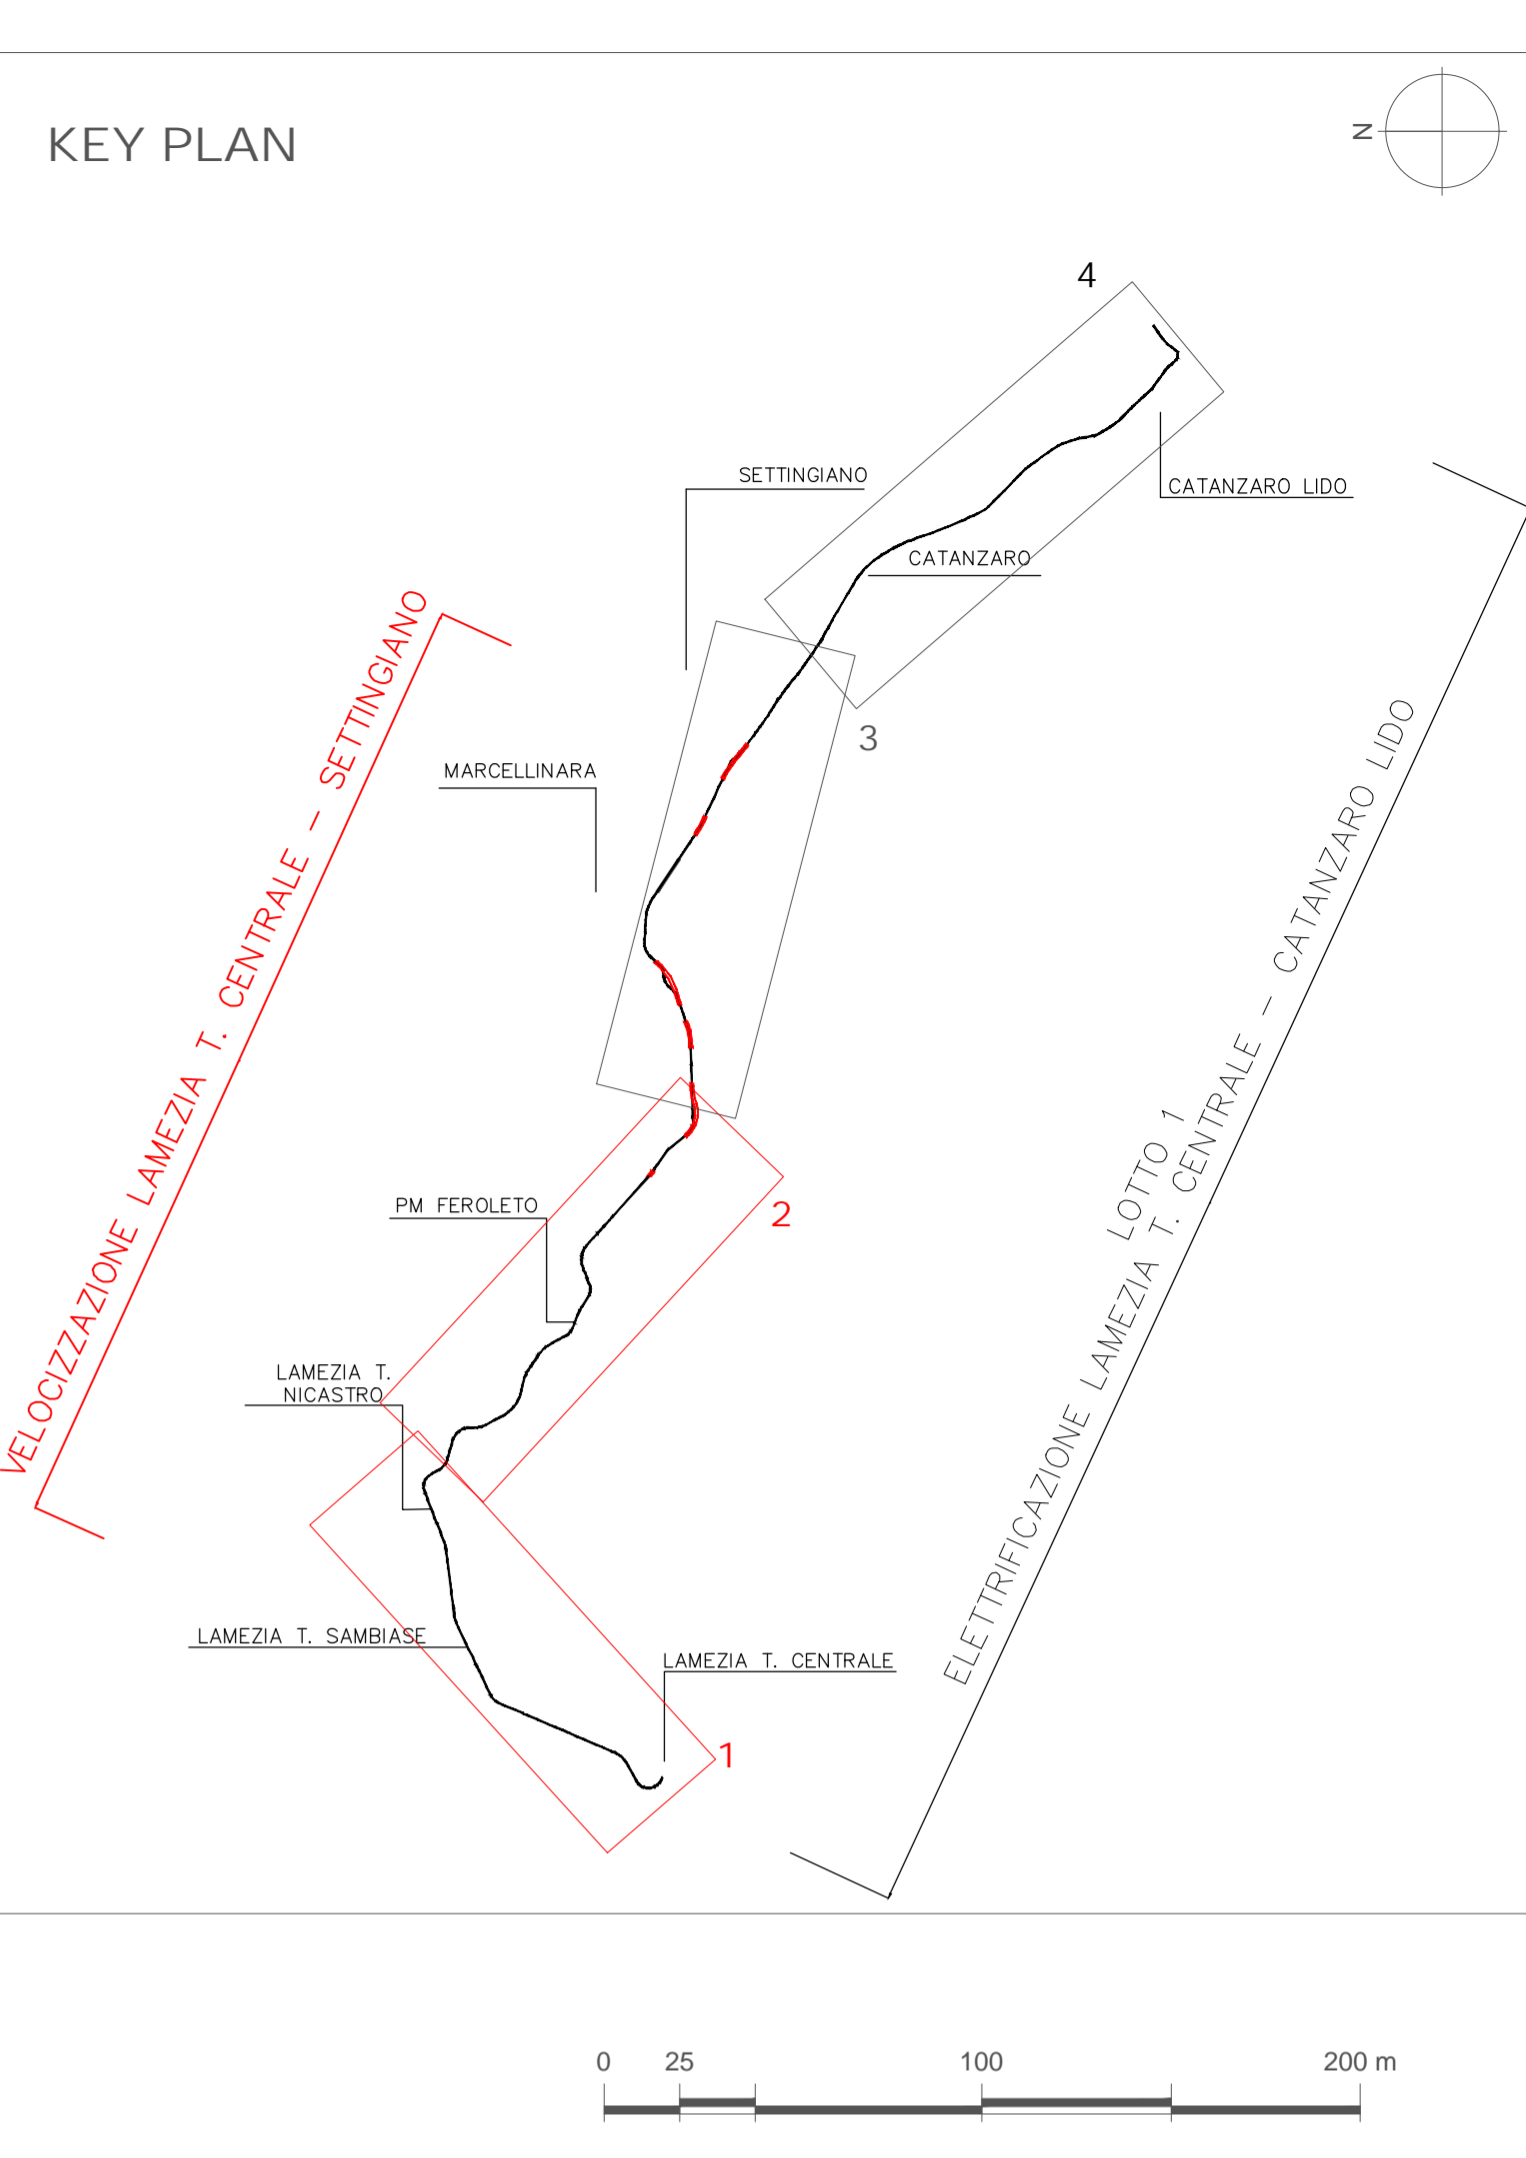 KEY PLAN
N
4
SETTINGIANO
CATANZARO LIDO
CATANZARO
3
MARCELLINARA
VELOCIZZAZIONE LAMEZIA T. CENTRALE - SETTINGIANO
PM FEROLETO
2
LOTTO 1
ELETTRIFICAZIONE LAMEZIA T. CENTRALE - CATANZARO LIDO
LAMEZIA T.
NICASTRO
LAMEZIA T. SAMBIASE
LAMEZIA T. CENTRALE
1
0 25 100 200 m